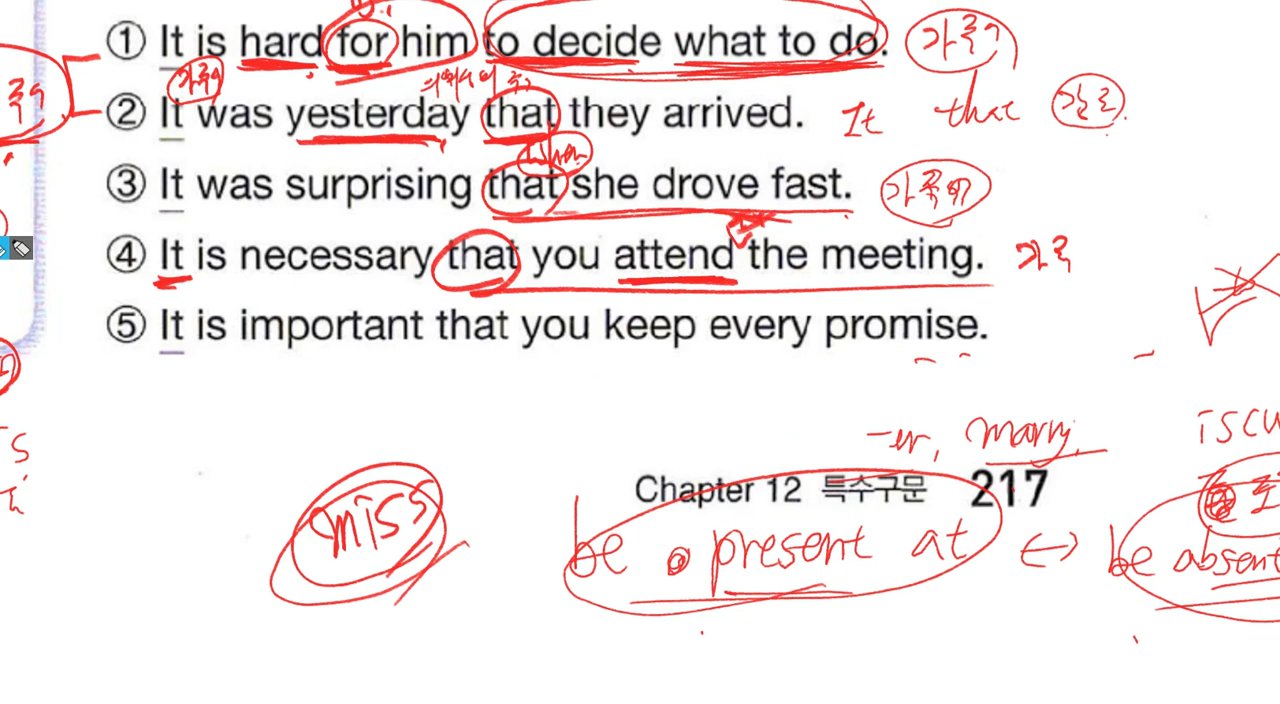 ① It is hard for him to decide what to do. 가주어
주어
가주어
② It was yesterday that they arrived. It that 강조
when
③ It was surprising that she drove fast.
④ It is necessary that you attend the meeting. 가주
⑤ It is important that you keep every promise.
-er, marry,
Chapter 12 특수구문 217
miss
be present at ↔ be absent